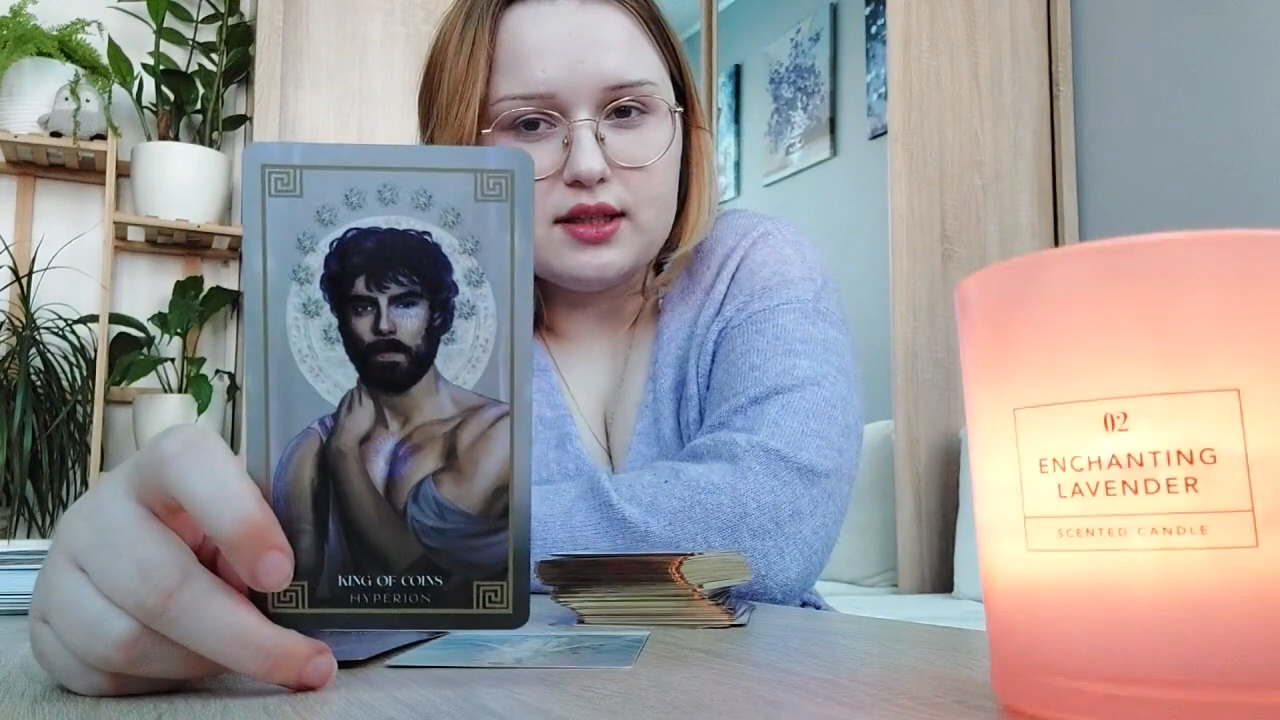 KING OF COINS
HYPERION
02
ENCHANTING
LAVENDER
SCENTED CANDLE